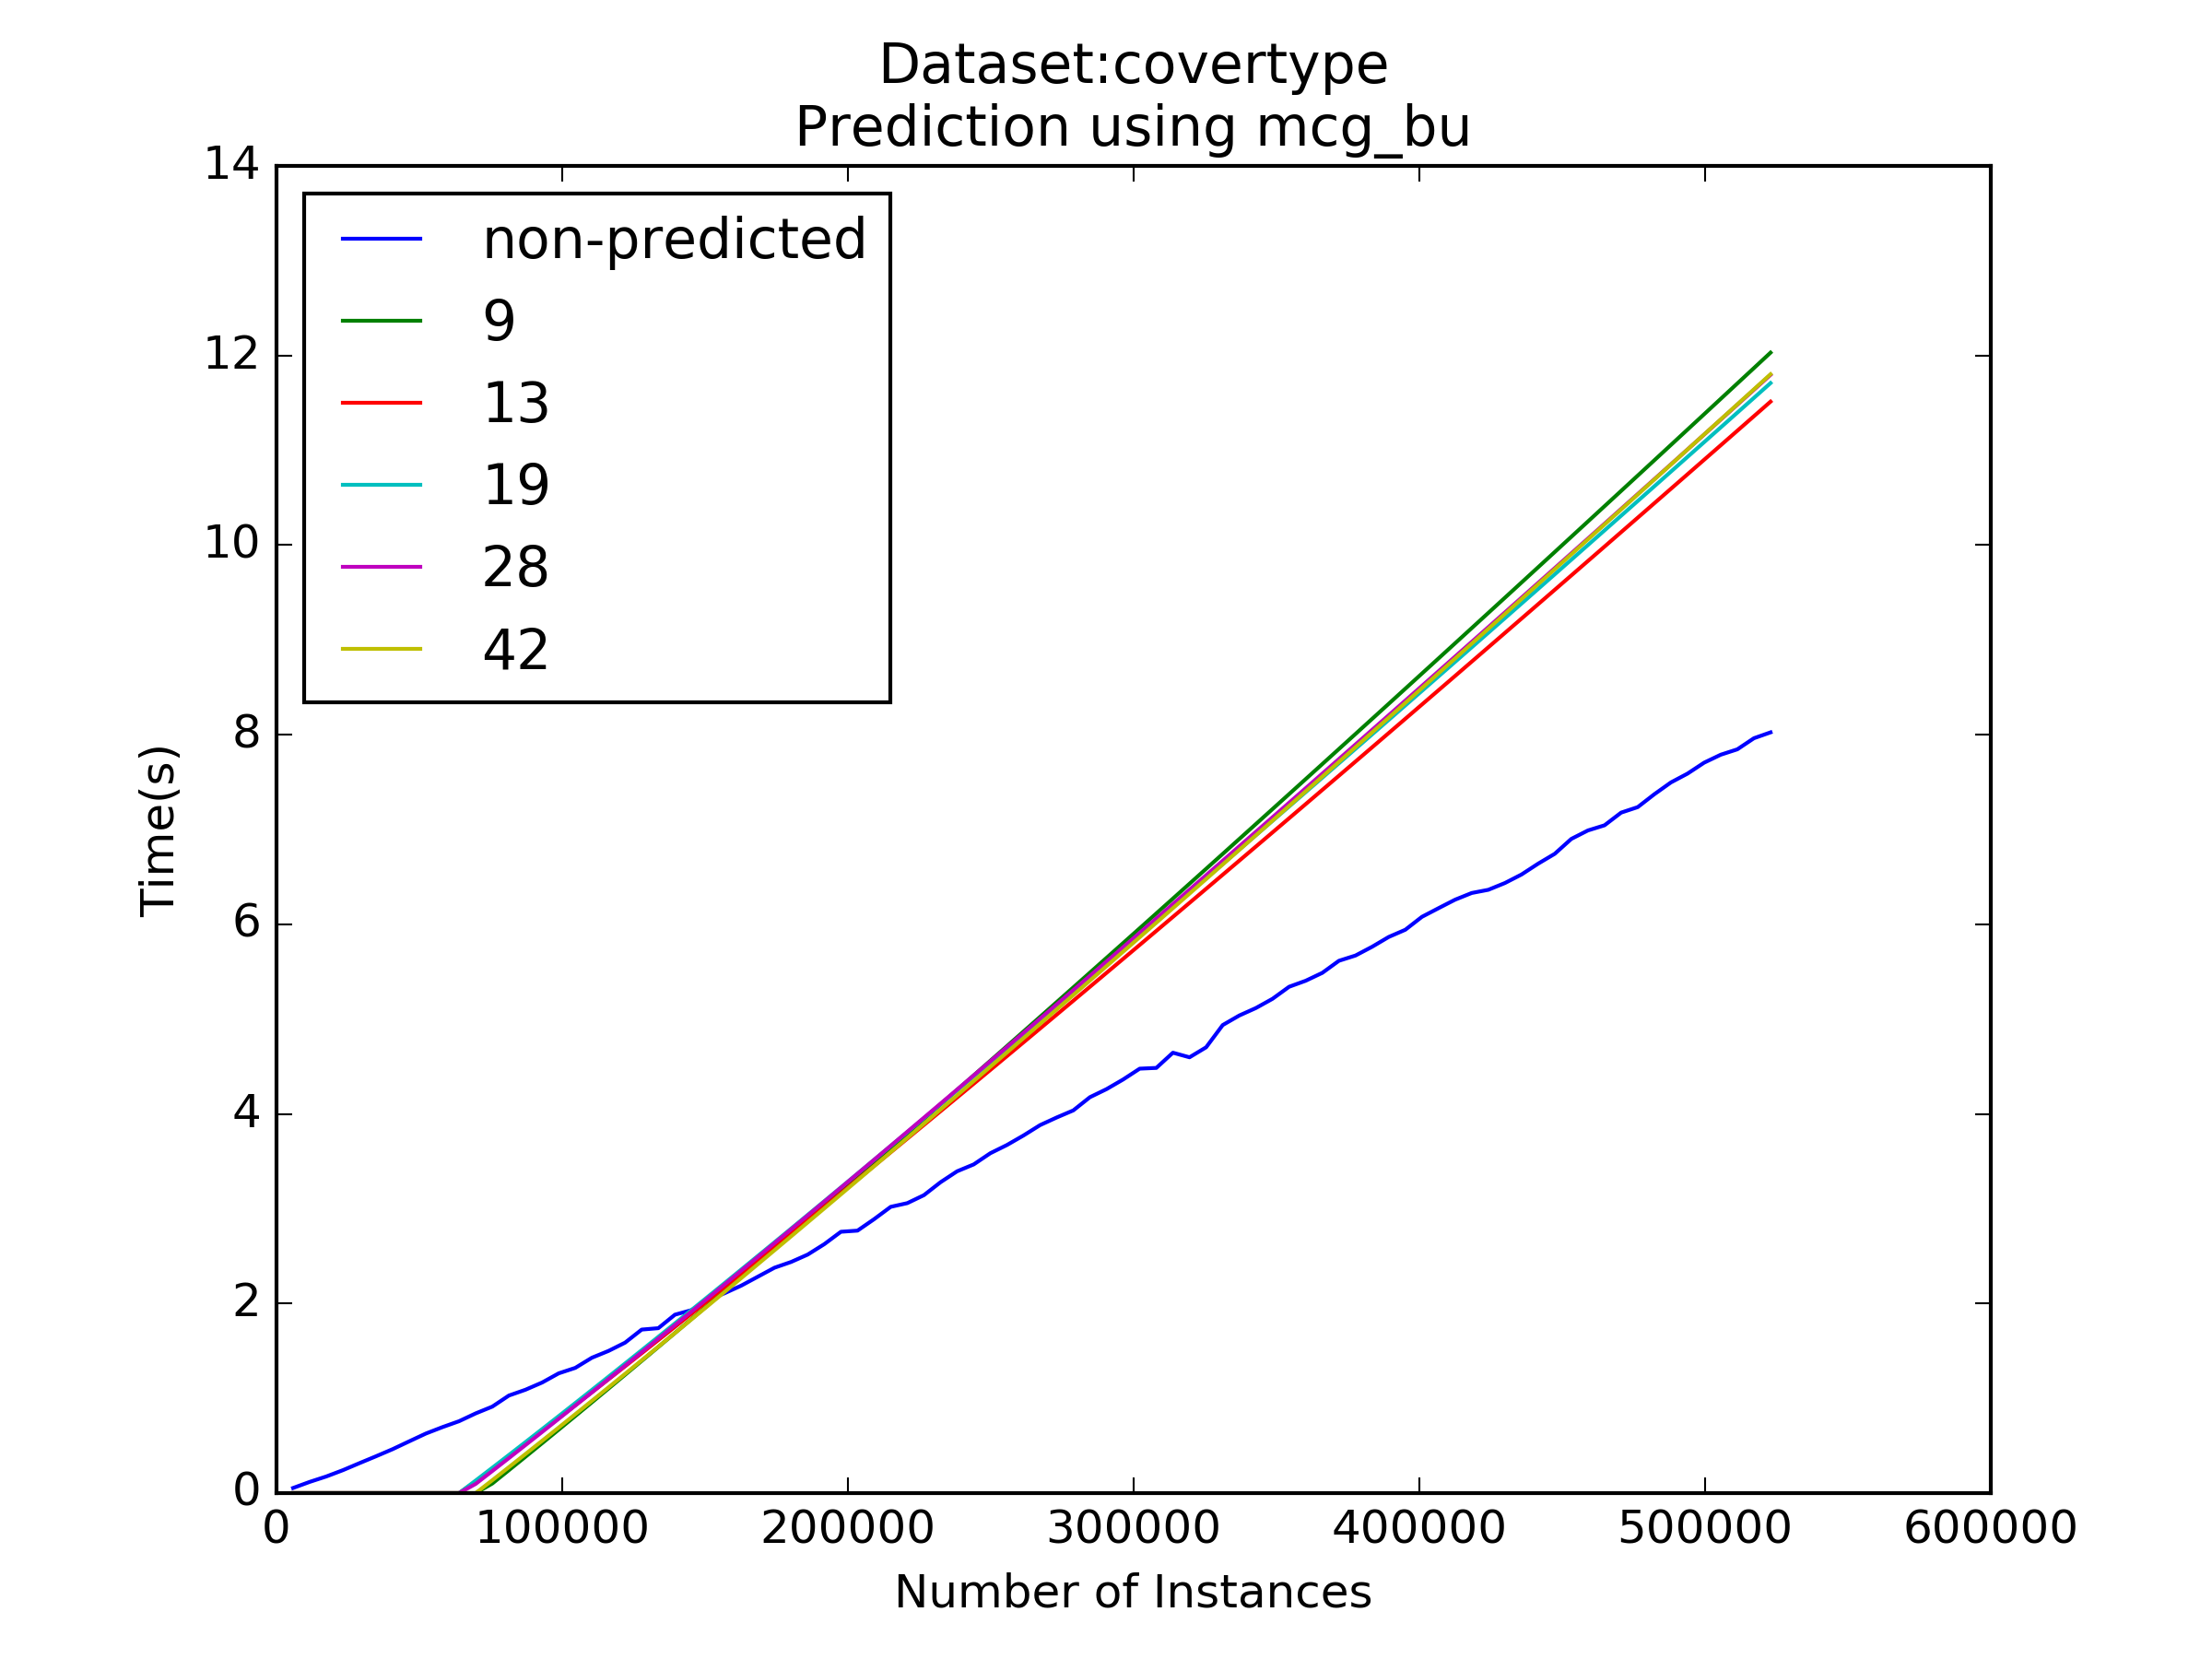 Dataset:covertype
Prediction using mcg_bu
14
12
10
8
6
4
2
0
Time(s)
non-predicted
9
13
19
28
42
0 100000 200000 300000 400000 500000 600000
Number of Instances